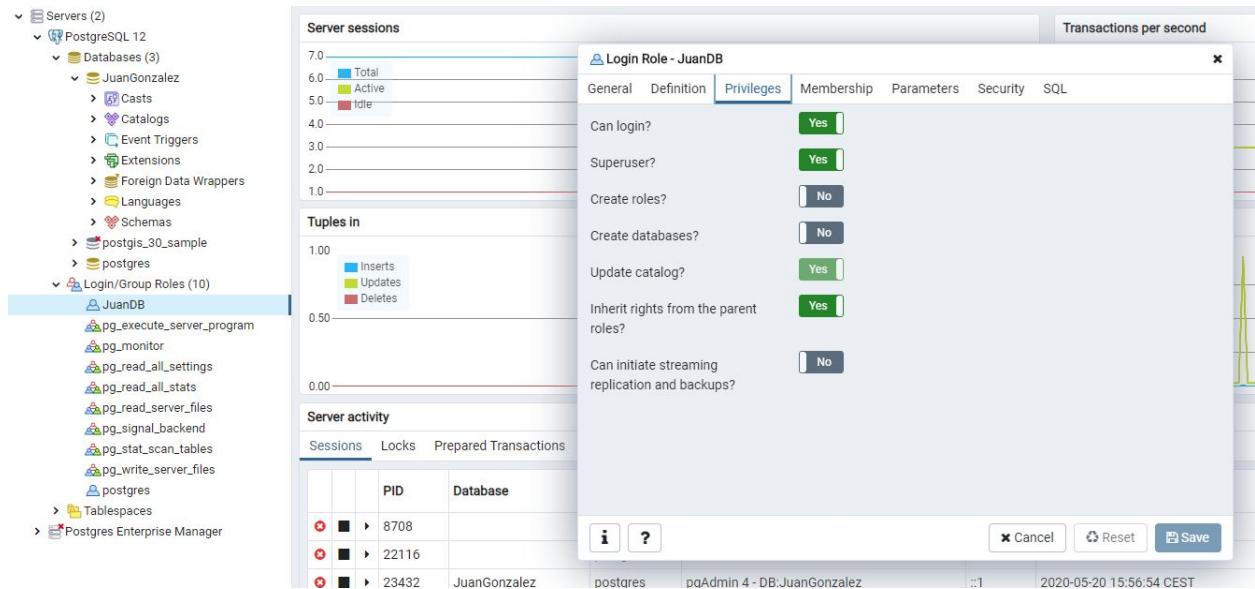 Servers (2)
PostgreSQL 12
Databases (3)
JuanGonzalez
Casts
Catalogs
Event Triggers
Extensions
Foreign Data Wrappers
Languages
Schemas
postgis_30_sample
postgres
Login/Group Roles (10)
JuanDB
pg_execute_server_program
pg_monitor
pg_read_all_settings
pg_read_all_stats
pg_read_server_files
pg_signal_backend
pg_stat_scan_tables
pg_write_server_files
postgres
Tablespaces
Postgres Enterprise Manager
Server sessions
7.0
6.0
5.0
4.0
3.0
2.0
1.0
Total
Active
Idle
Tuples in
1.00
0.50
0.00
Inserts
Updates
Deletes
Server activity
Sessions Locks Prepared Transactions
PID Database
8708
22116
23432 JuanGonzalez postgres pgAdmin 4 - DB:JuanGonzalez ::1 2020-05-20 15:56:54 CEST
Transactions per second
Login Role - JuanDB
General Definition Privileges Membership Parameters Security SQL
Can login? Yes
Superuser? Yes
Create roles? No
Create databases? No
Update catalog? Yes
Inherit rights from the parent Yes
roles?
Can initiate streaming No
replication and backups?
i ? Cancel Reset Save